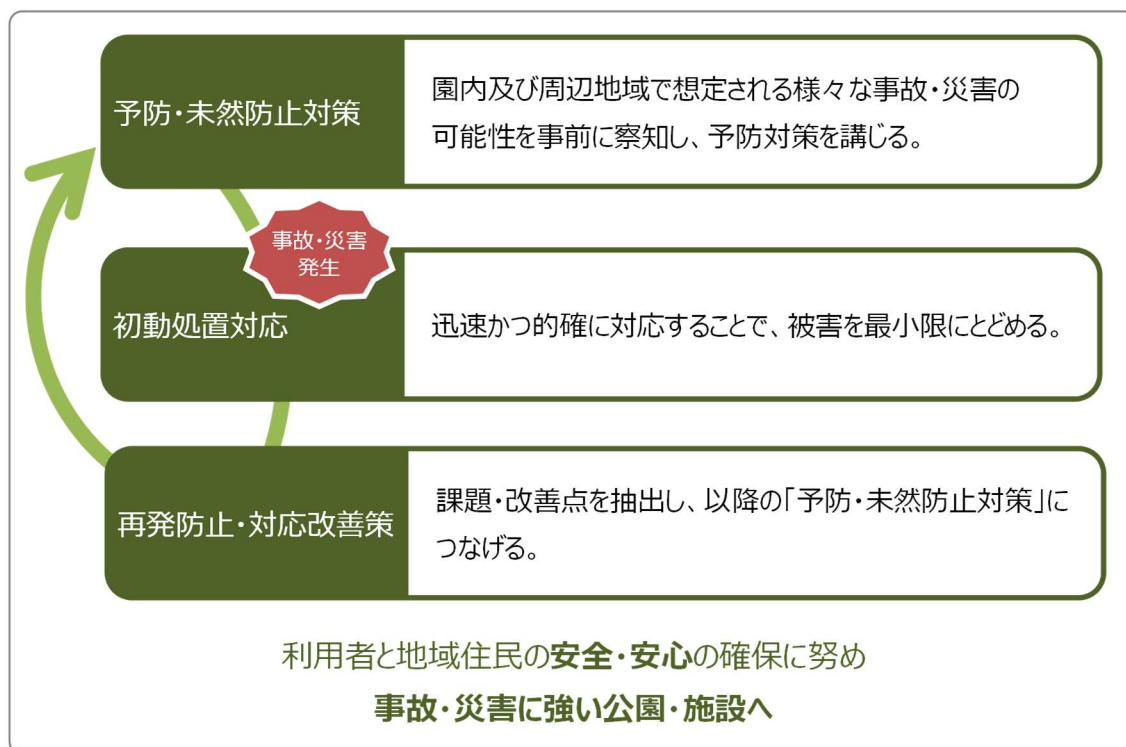 予防・未然防止対策
園内及び周辺地域で想定される様々な事故・災害の
可能性を事前に察知し、予防対策を講じる。
事故・災害
発生
初動処置対応
迅速かつ的確に対応することで、被害を最小限にとどめる。
再発防止・対応改善策
課題・改善点を抽出し、以降の「予防・未然防止対策」に
つなげる。
利用者と地域住民の安全・安心の確保に努め
事故・災害に強い公園・施設へ